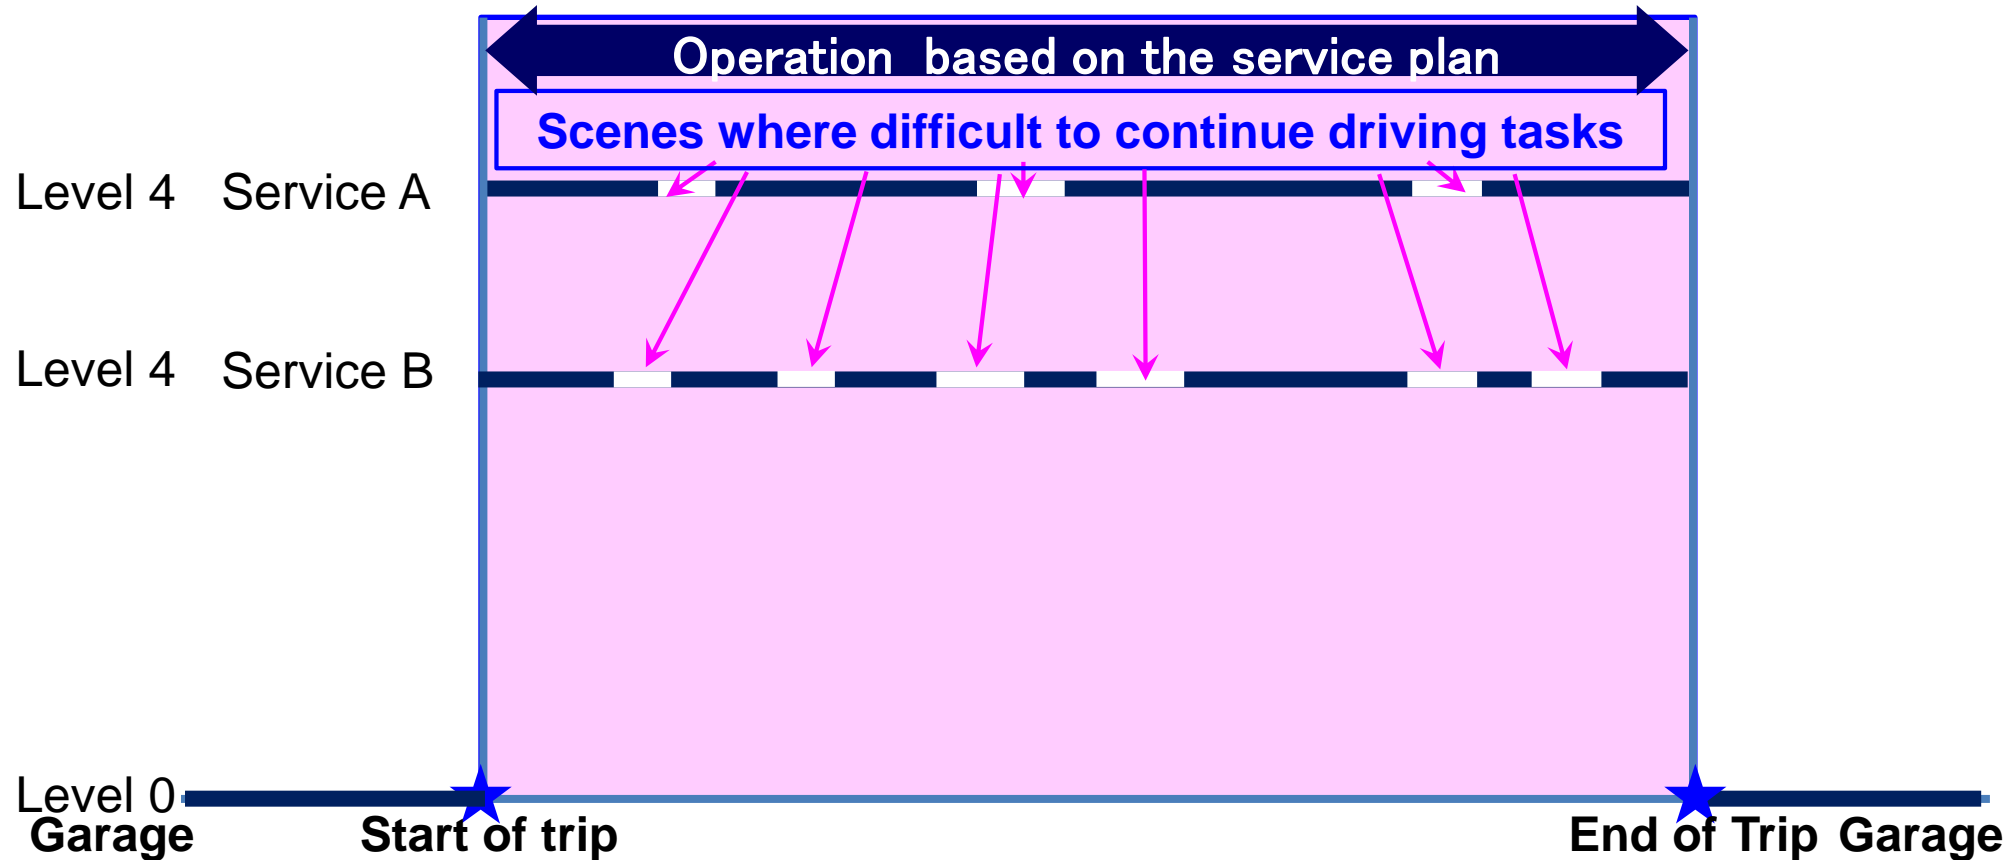 Operation based on the service plan
Scenes where difficult to continue driving tasks
Level 4 Service A
Level 4 Service B
Level 0
Garage Start of trip End of Trip Garage